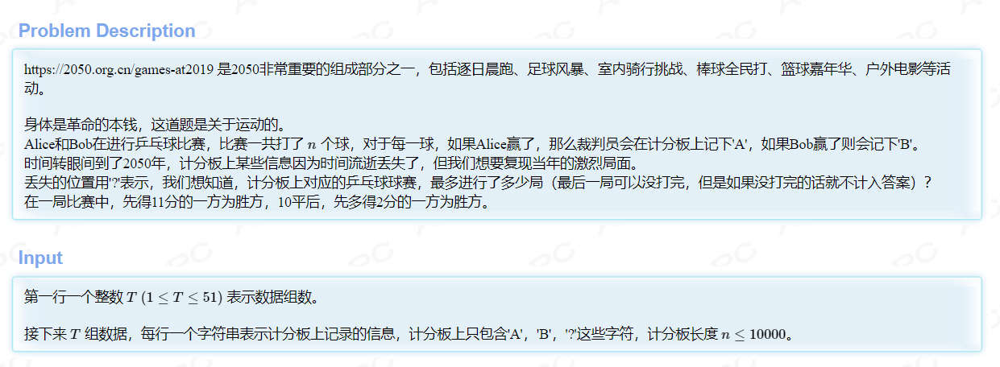 Problem Description
https://2050.org.cn/games-at2019 是2050非常重要的组成部分之一，包括逐日晨跑、足球风暴、室内骑行挑战、棒球全民打、篮球嘉年华、户外电影等活
动。
身体是革命的本钱，这道题是关于运动的。
Alice和Bob在进行乒乓球比赛，比赛一共打了 n 个球，对于每一球，如果Alice赢了，那么裁判员会在计分板上记下'A'，如果Bob赢了则会记下'B'。
时间转眼间到了2050年，计分板上某些信息因为时间流逝丢失了，但我们想要复现当年的激烈局面。
丢失的位置用'?'表示，我们想知道，计分板上对应的乒乓球球赛，最多进行了多少局（最后一局可以没打完，但是如果没打完的话就不计入答案）？
在一局比赛中，先得11分的一方为胜方，10平后，先多得2分的一方为胜方。
Input
第一行一个整数 T (1 ≤ T ≤ 51) 表示数据组数。
接下来 T 组数据，每行一个字符串表示计分板上记录的信息，计分板上只包含'A'，'B'，'?'这些字符，计分板长度 n ≤ 10000。